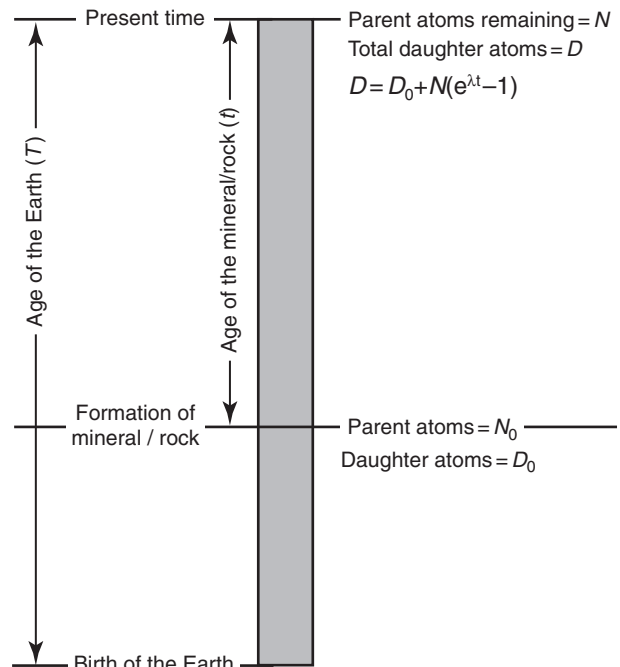 Present time
Parent atoms remaining = N
Total daughter atoms = D
D = D₀+N(e^λt–1)
Age of the Earth (T)
Age of the mineral/rock (t)
Formation of
mineral / rock
Parent atoms = N₀
Daughter atoms = D₀
Birth of the Earth